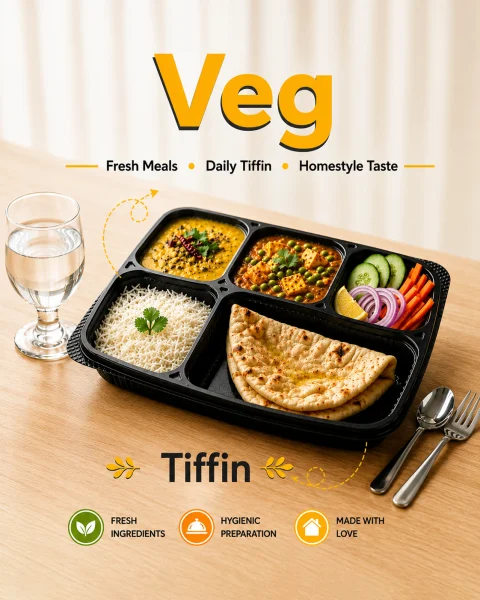 Veg
Fresh Meals • Daily Tiffin • Homestyle Taste
Tiffin
FRESH
INGREDIENTS
HYGIENIC
PREPARATION
MADE WITH
LOVE